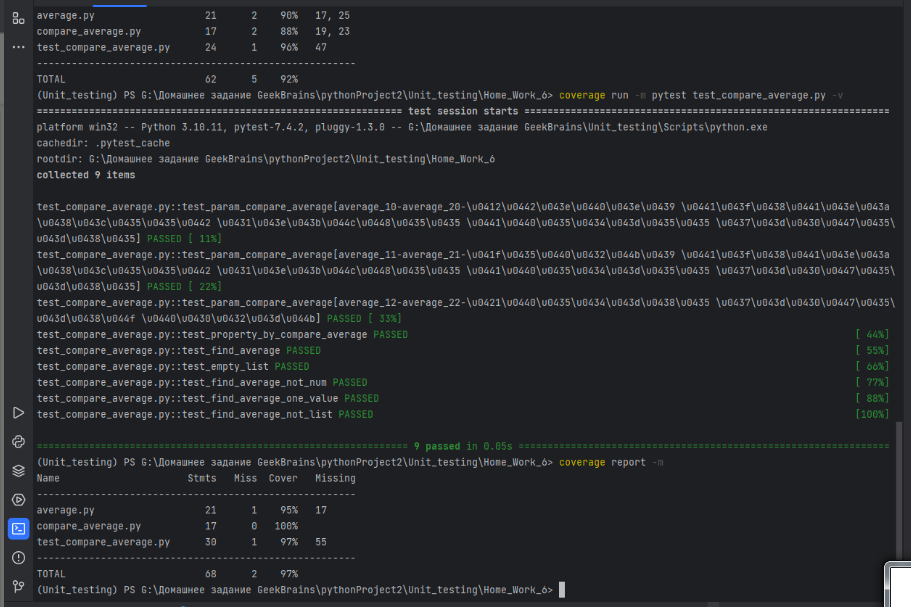 average.py 21 2 90% 17, 25
compare_average.py 17 2 88% 19, 23
test_compare_average.py 24 1 96% 47
--------------------------------------------------------
TOTAL 62 5 92%
(Unit_testing) PS G:\Домашнее задание GeekBrains\pythonProject2\Unit_testing\Home_Work_6> coverage run -m pytest test_compare_average.py -v
================================================================ test session starts ================================================================
platform win32 -- Python 3.10.11, pytest-7.4.2, pluggy-1.3.0 -- G:\Домашнее задание GeekBrains\Unit_testing\Scripts\python.exe
cachedir: .pytest_cache
rootdir: G:\Домашнее задание GeekBrains\pythonProject2\Unit_testing\Home_Work_6
collected 9 items
test_compare_average.py::test_param_compare_average[average_10-average_20-\u0412\u0442\u043e\u0440\u043e\u0439 \u0441\u043f\u0438\u0441\u043e\u043a
\u0438\u043c\u0435\u0435\u0442 \u0431\u043e\u043b\u044c\u0448\u0435\u0435 \u0441\u0440\u0435\u0434\u043d\u0435\u0435 \u0437\u043d\u0430\u0447\u0435\
u043d\u0438\u0435] PASSED [ 11%]
test_compare_average.py::test_param_compare_average[average_11-average_21-\u041f\u0435\u0440\u0432\u044b\u0439 \u0441\u043f\u0438\u0441\u043e\u043a
\u0438\u043c\u0435\u0435\u0442 \u0431\u043e\u043b\u044c\u0448\u0435\u0435 \u0441\u0440\u0435\u0434\u043d\u0435\u0435 \u0437\u043d\u0430\u0447\u0435\
u043d\u0438\u0435] PASSED [ 22%]
test_compare_average.py::test_param_compare_average[average_12-average_22-\u0421\u0440\u0435\u0434\u043d\u0438\u0435 \u0437\u043d\u0430\u0447\u0435\
u043d\u0438\u044f \u0440\u0430\u0432\u043d\u044b] PASSED [ 33%]
test_compare_average.py::test_property_by_compare_average PASSED [ 44%]
test_compare_average.py::test_find_average PASSED [ 55%]
test_compare_average.py::test_empty_list PASSED [ 66%]
test_compare_average.py::test_find_average_not_num PASSED [ 77%]
test_compare_average.py::test_find_average_one_value PASSED [ 88%]
test_compare_average.py::test_find_average_not_list PASSED [100%]
================================================================= 9 passed in 0.05s =================================================================
(Unit_testing) PS G:\Домашнее задание GeekBrains\pythonProject2\Unit_testing\Home_Work_6> coverage report -m
Name Stmts Miss Cover Missing
--------------------------------------------------------
average.py 21 1 95% 17
compare_average.py 17 0 100%
test_compare_average.py 30 1 97% 55
--------------------------------------------------------
TOTAL 68 2 97%
(Unit_testing) PS G:\Домашнее задание GeekBrains\pythonProject2\Unit_testing\Home_Work_6>